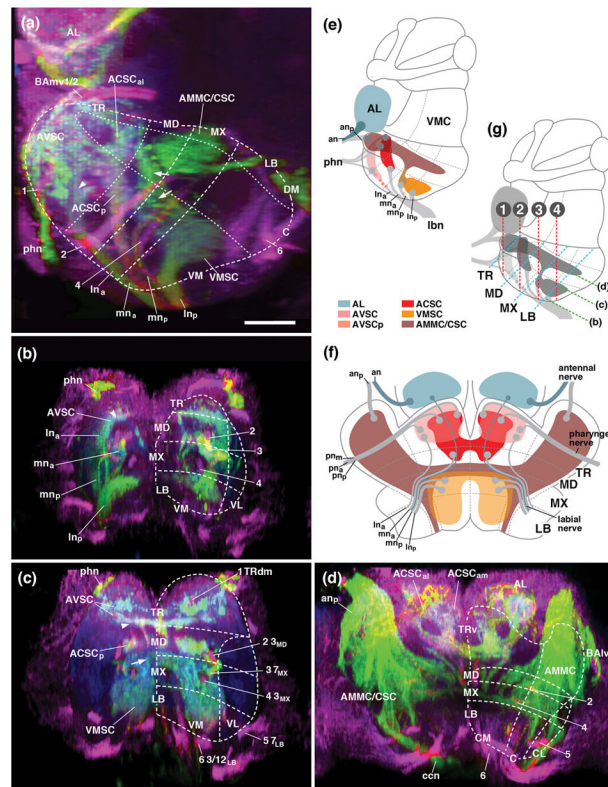 (a)
AL
BAmv1/2
ACSCal
AMMC/CSC
TR
MD
MX
AVSC
LB
DM
1
ACSCp
C
phn
2
6
lna
4
VM
VMSC
mna
mnp
lnp
(e)
AL
VMC
anp
an
phn
lna
mna
mnp
lnp
lbn
(g)
1 2 3 4
TR
MD
MX
LB
(d)
(c)
(b)
AL
ACSC
AVSC
VMSC
AVSCp
AMMC/CSC
(b)
phn
AVSC
TR
MD
2
lna
3
mna
MX
4
mnp
LB
VM
VL
lnp
(f)
anp
an
antennal
nerve
pharyngeal
nerve
pnm
pna
pnp
TR
MD
MX
LB
labial
nerve
lna
mna
mnp
lnp
(c)
phn
1TRdm
AVSC
TR
MD
ACSCp
2 3MD
MX
3 7MX
LB
4 3MX
VMSC
VM
VL
5 7LB
6 3/12LB
(d)
ACSCal
ACSCam
AL
anp
TRv
BAlv
AMMC
MD
MX
2
LB
4
AMMC/CSC
CM
C
CL
5
ccn
6